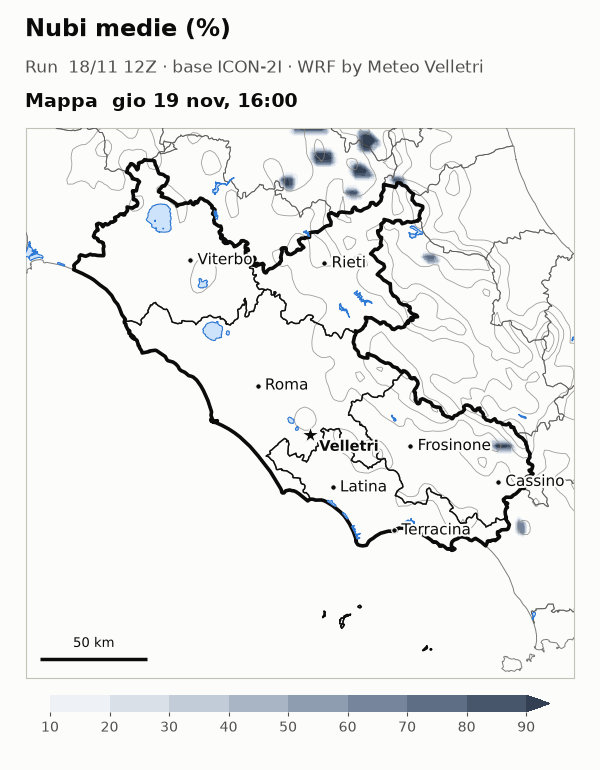 Nubi medie (%)
Run  18/11 12Z · base ICON-2I · WRF by Meteo Velletri
Mappa  gio 19 nov, 16:00
Viterbo
Rieti
Roma
Velletri
Frosinone
Cassino
Latina
Terracina
50 km
10 20 30 40 50 60 70 80 90